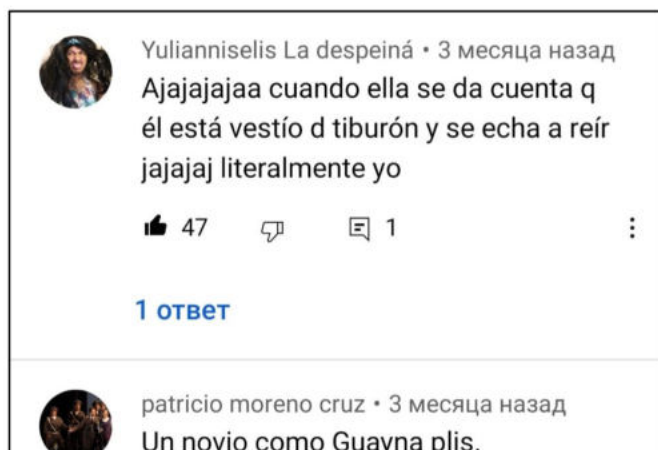 Yulianniselis La despeiná • 3 месяца назад
Ajajajajaa cuando ella se da cuenta q
él está vestío d tiburón y se echa a reír
jajajaj literalmente yo
47 1
1 ответ
patricio moreno cruz • 3 месяца назад
Un novio como Guayna plis.